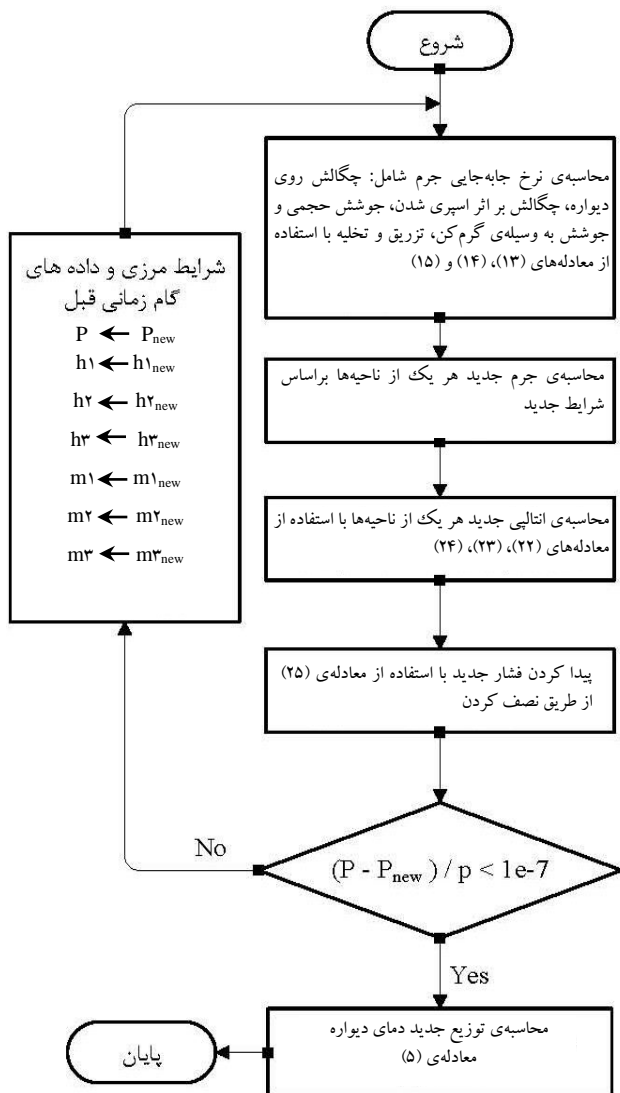 شروع
محاسبه‌ی نرخ جابه‌جایی جرم شامل: چگالش روی
دیواره، چگالش بر اثر اسپری شدن، جوشش حجمی و
جوشش به وسیله‌ی گرم‌کن، تزریق و تخلیه با استفاده
از معادله‌های (۱۳)، (۱۴) و (۱۵)
شرایط مرزی و داده های
گام زمانی قبل
P ← Pnew
h۱ ← h۱new
h۲ ← h۲new
h۳ ← h۳new
m۱ ← m۱new
m۲ ← m۲new
m۳ ← m۳new
محاسبه‌ی جرم جدید هر یک از ناحیه‌ها براساس
شرایط جدید
محاسبه‌ی انتالپی جدید هر یک از ناحیه‌ها با استفاده از
معادله‌های (۲۲)، (۲۳)، (۲۴)
پیدا کردن فشار جدید با استفاده از معادله‌ی (۲۵)
از طریق نصف کردن
No
(P - Pnew) / p < 1e-7
Yes
محاسبه‌ی توزیع جدید دمای دیواره
معادله‌ی (۵)
پایان